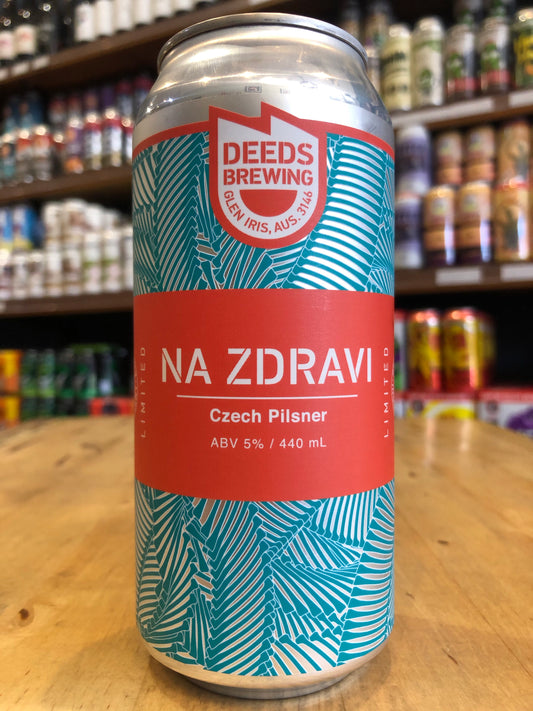 DEEDS
BREWING
GLEN IRIS, AUS. 3146
NA ZDRAVI
Czech Pilsner
ABV 5% / 440 mL
LIMITED
LIMITED